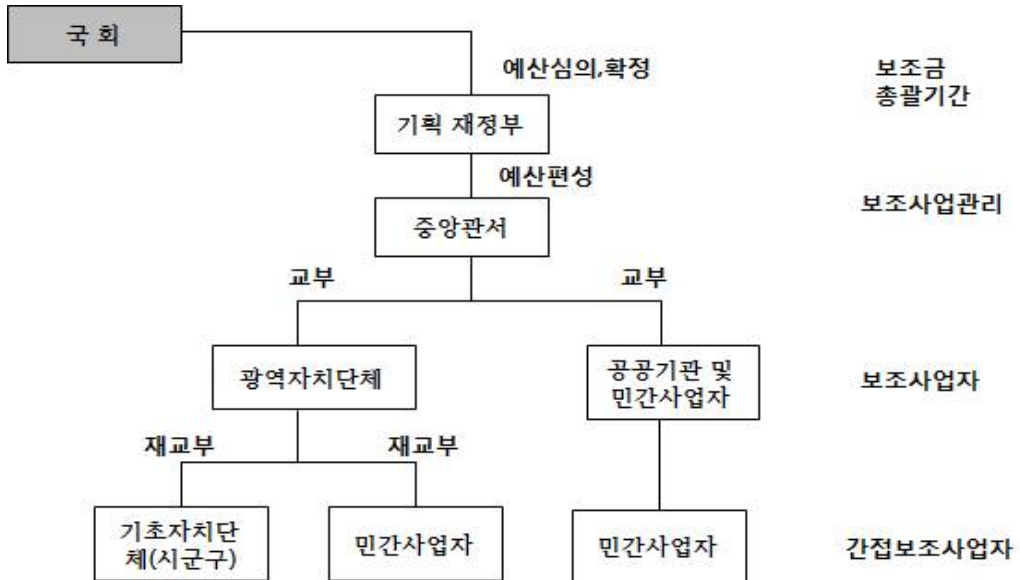 국 회
예산심의,확정
보조금
총괄기간
기획 재정부
예산편성
보조사업관리
중앙관서
교부
교부
광역자치단체
공공기관 및
민간사업자
보조사업자
재교부
재교부
기초자치단
체(시군구)
민간사업자
민간사업자
간접보조사업자